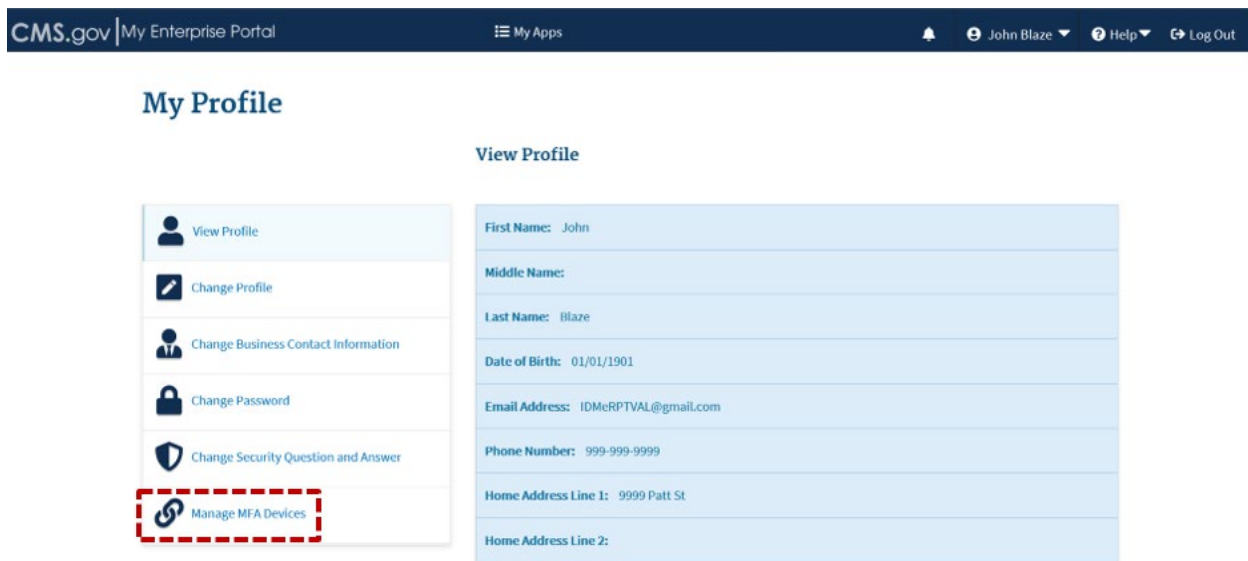 CMS.gov My Enterprise Portal My Apps John Blaze Help Log Out
My Profile
View Profile
View Profile
Change Profile
Change Business Contact Information
Change Password
Change Security Question and Answer
Manage MFA Devices
First Name: John
Middle Name:
Last Name: Blaze
Date of Birth: 01/01/1901
Email Address: IDMeRPTVAL@gmail.com
Phone Number: 999-999-9999
Home Address Line 1: 9999 Patt St
Home Address Line 2: